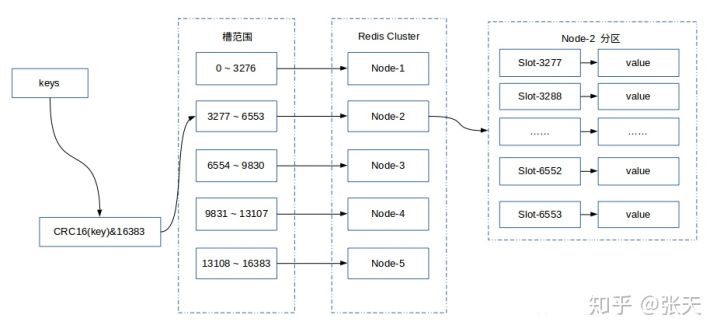 keys
CRC16(key)&16383
槽范围
0 ~ 3276
3277 ~ 6553
6554 ~ 9830
9831 ~ 13107
13108 ~ 16383
Redis Cluster
Node-1
Node-2
Node-3
Node-4
Node-5
Node-2 分区
Slot-3277 value
Slot-3288 value
…… ……
Slot-6552 value
Slot-6553 value
知乎 @张天